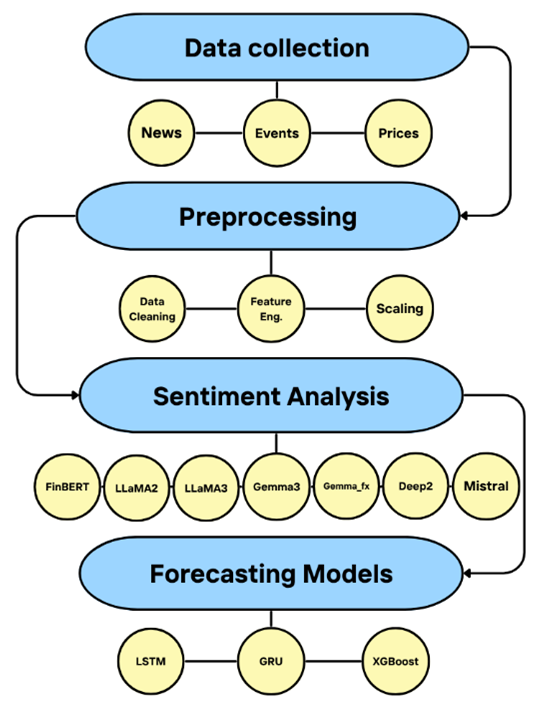 Data collection
News
Events
Prices
Preprocessing
Data
Cleaning
Feature
Eng.
Scaling
Sentiment Analysis
FinBERT
LLaMA2
LLaMA3
Gemma3
Gemma_fx
Deep2
Mistral
Forecasting Models
LSTM
GRU
XGBoost